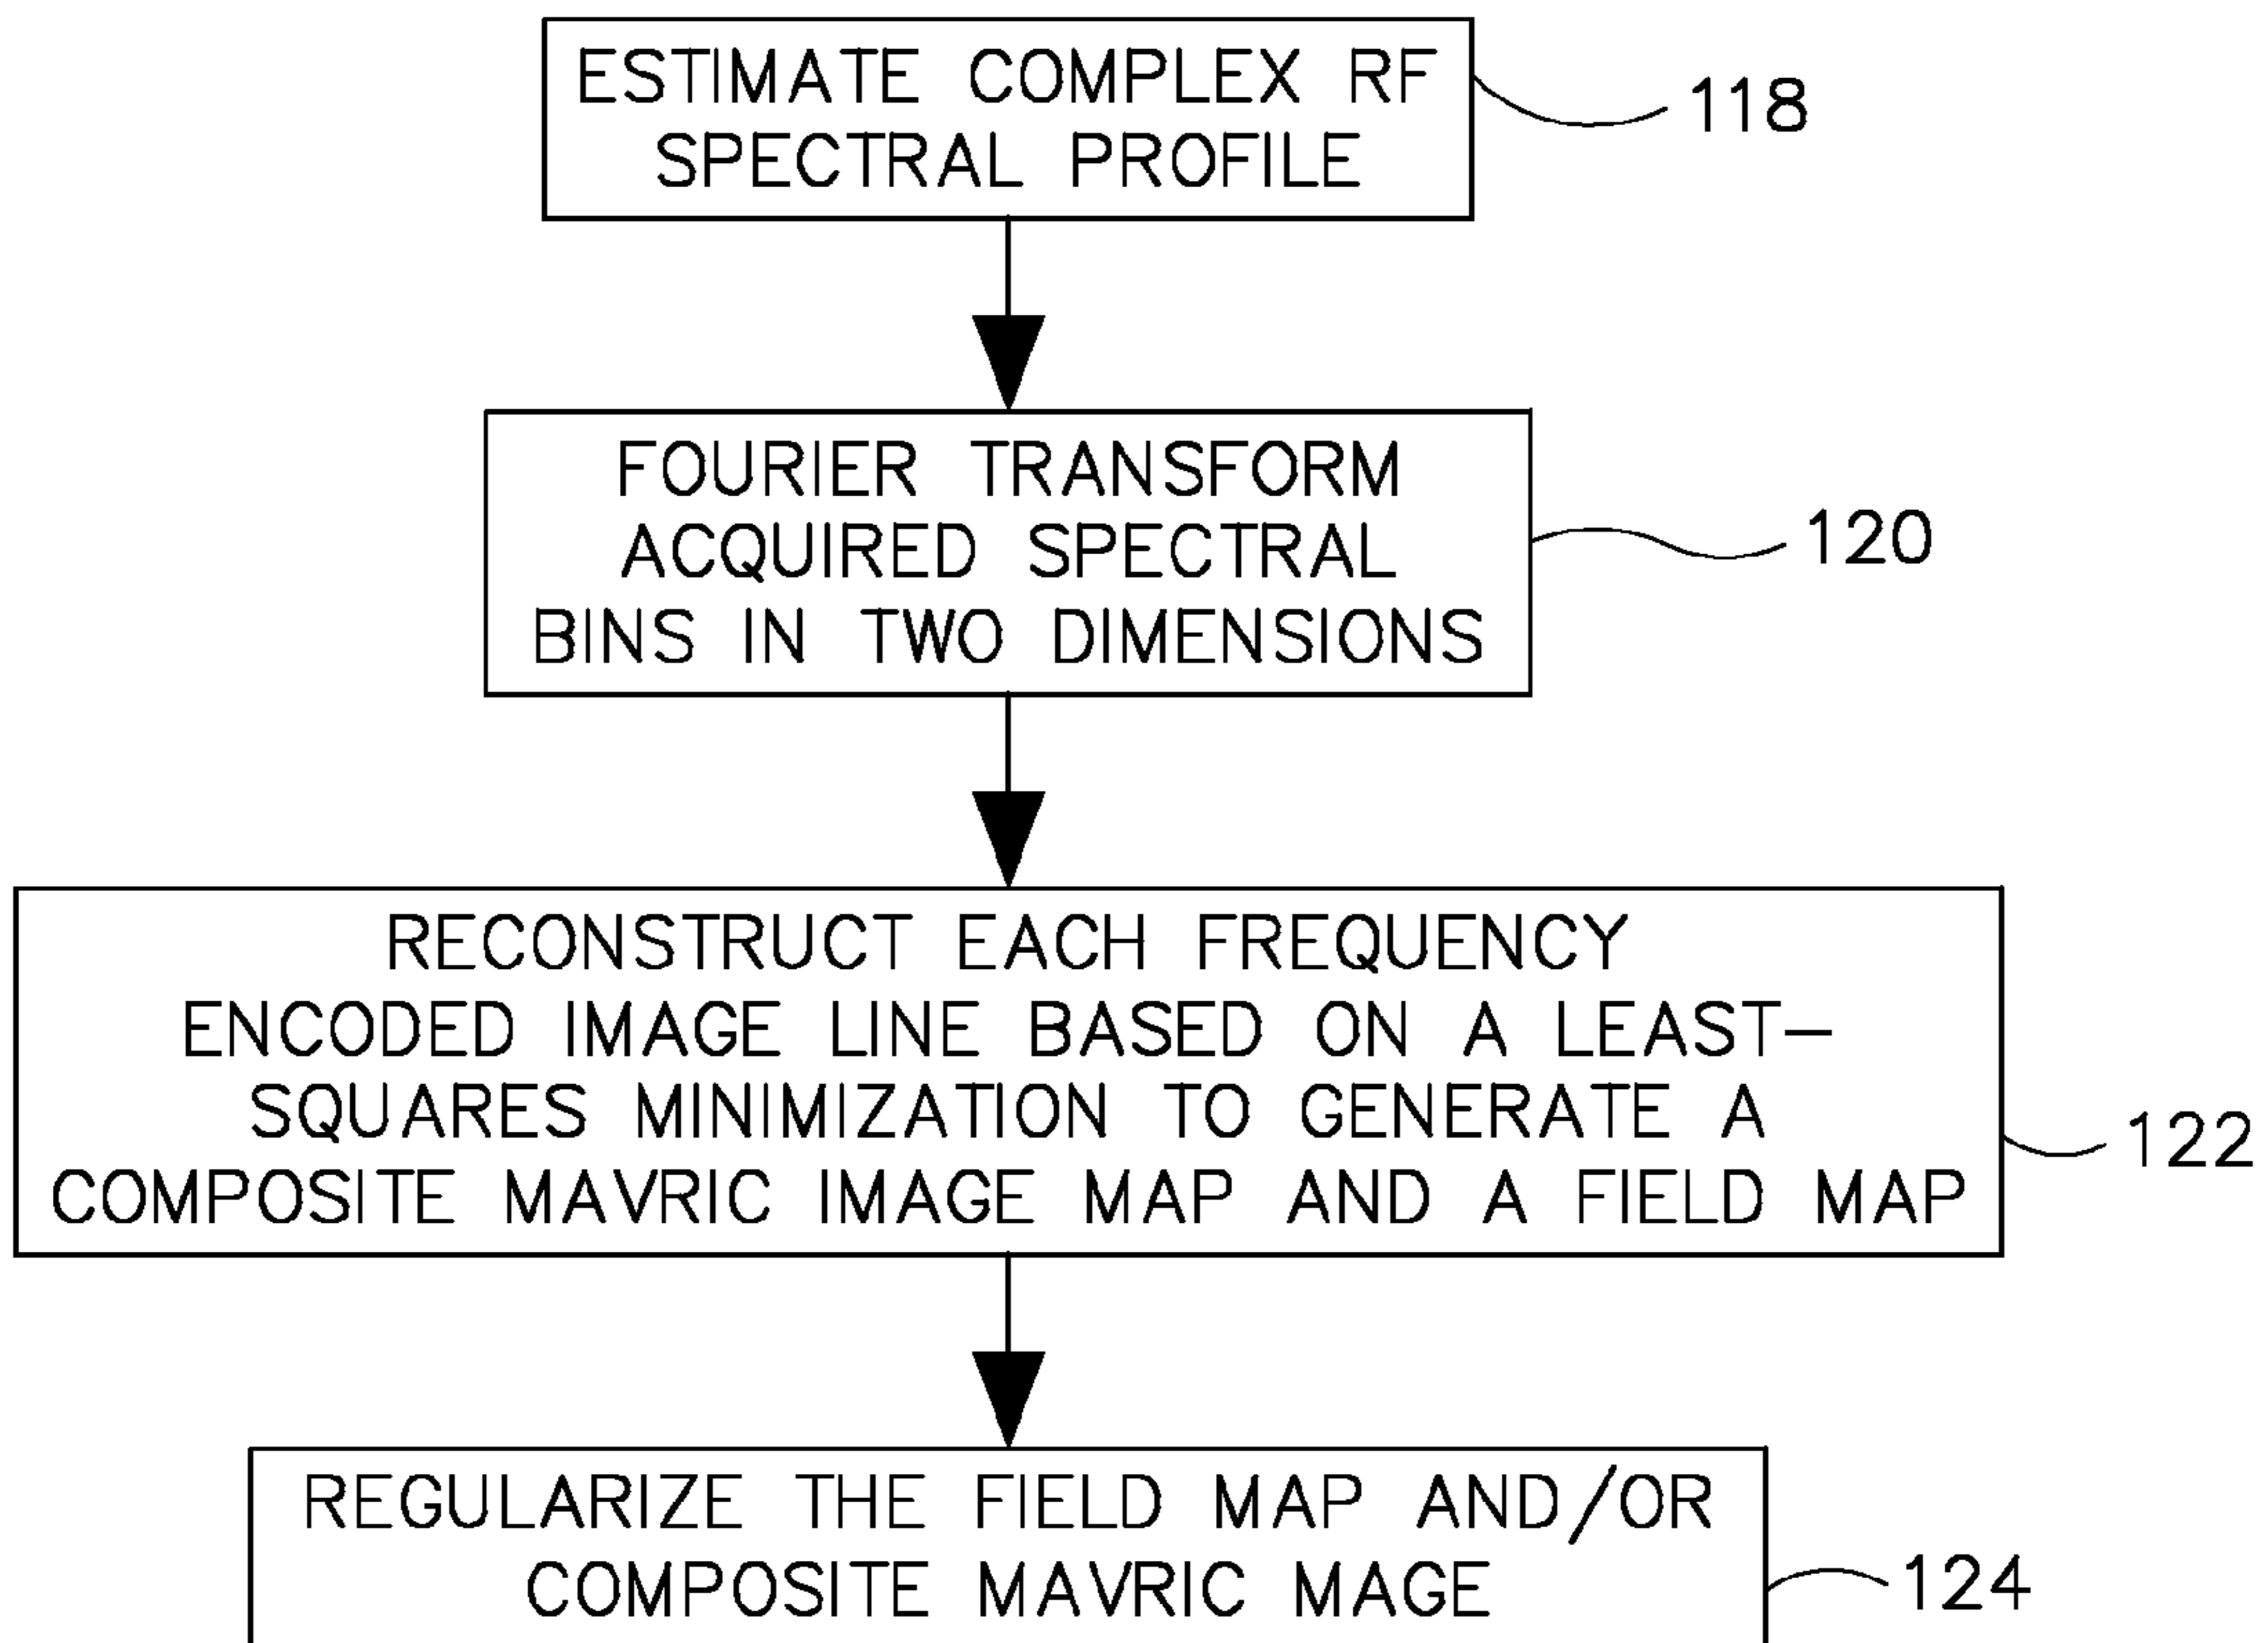 ESTIMATE COMPLEX RF
SPECTRAL PROFILE
118
FOURIER TRANSFORM
ACQUIRED SPECTRAL
BINS IN TWO DIMENSIONS
120
RECONSTRUCT EACH FREQUENCY
ENCODED IMAGE LINE BASED ON A LEAST-
SQUARES MINIMIZATION TO GENERATE A
COMPOSITE MAVRIC IMAGE MAP AND A FIELD MAP
122
REGULARIZE THE FIELD MAP AND/OR
COMPOSITE MAVRIC MAGE
124